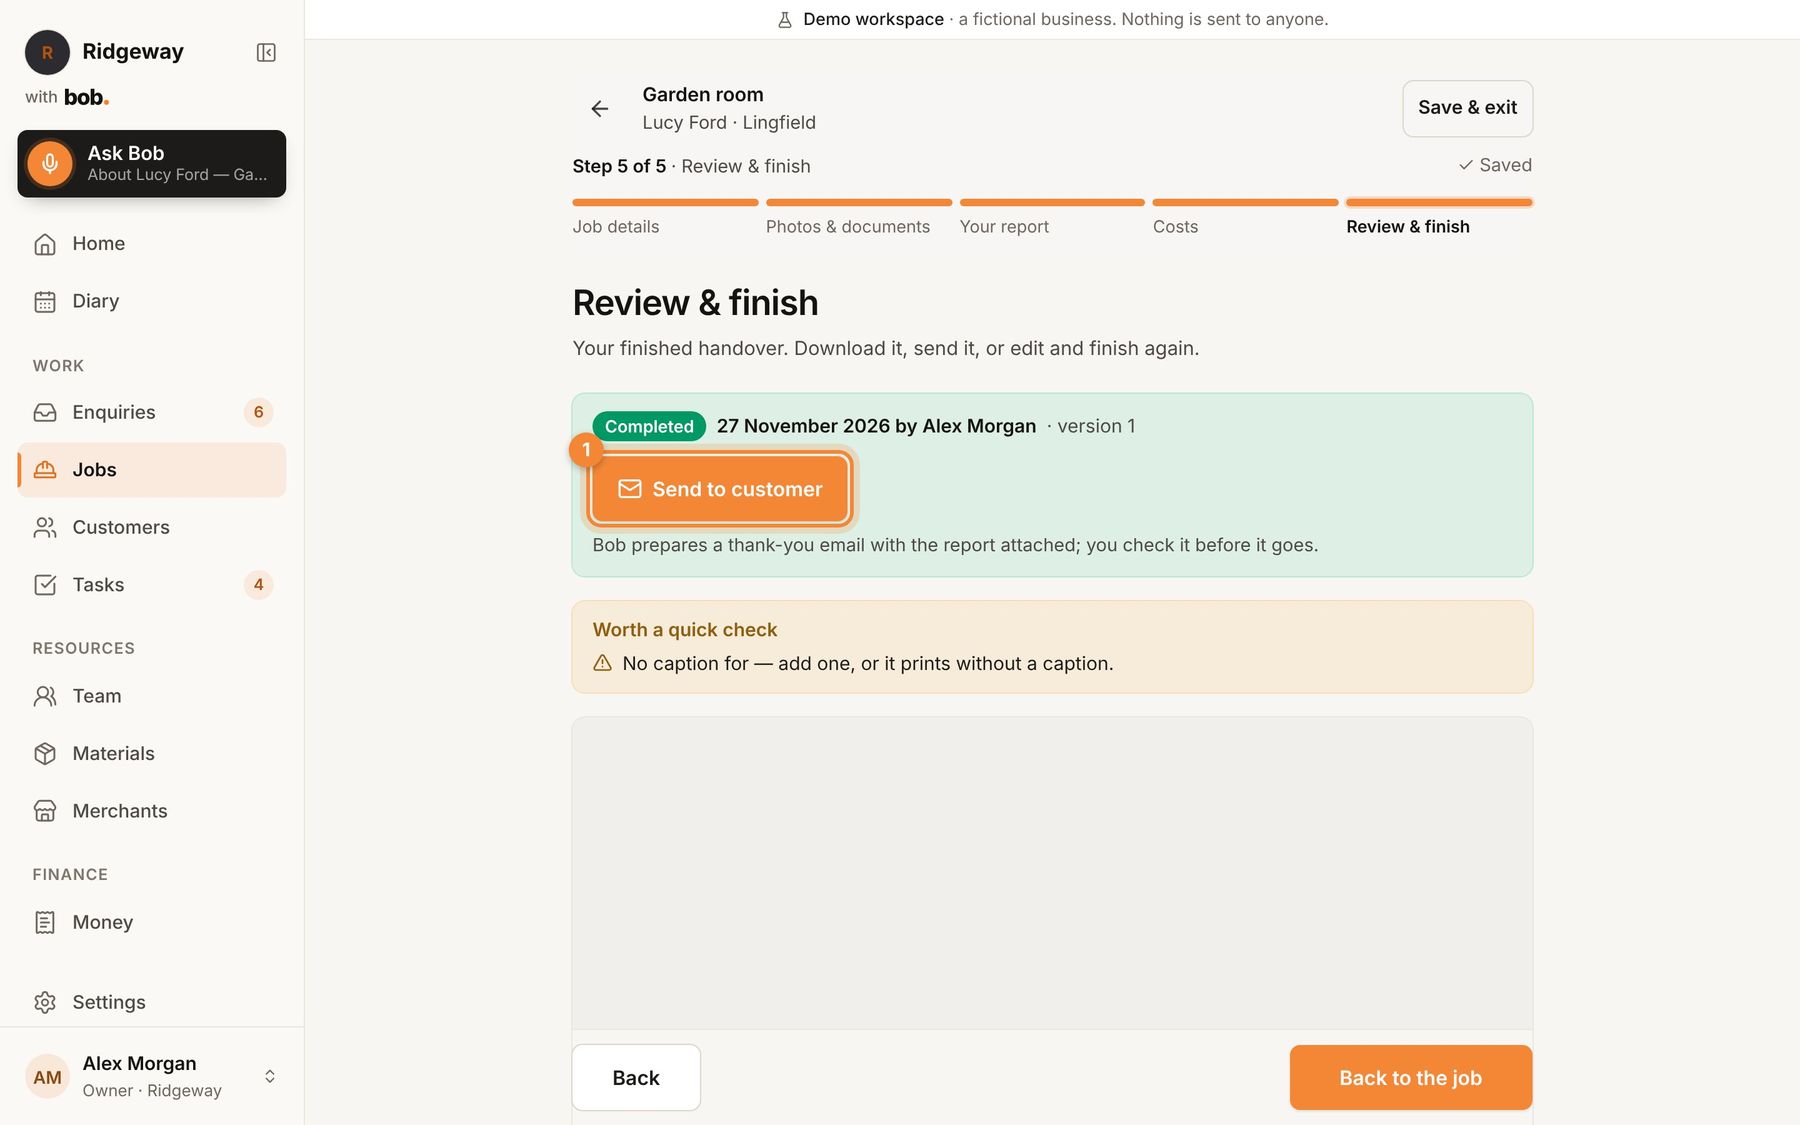 Demo workspace · a fictional business. Nothing is sent to anyone.
R
Ridgeway
with bob.
Ask Bob
About Lucy Ford — Ga...
Home
Diary
WORK
Enquiries 6
Jobs
Customers
Tasks 4
RESOURCES
Team
Materials
Merchants
FINANCE
Money
Settings
AM
Alex Morgan
Owner · Ridgeway
Garden room
Lucy Ford · Lingfield
Save & exit
Step 5 of 5 · Review & finish
Saved
Job details
Photos & documents
Your report
Costs
Review & finish
Review & finish
Your finished handover. Download it, send it, or edit and finish again.
Completed 27 November 2026 by Alex Morgan · version 1
1
Send to customer
Bob prepares a thank-you email with the report attached; you check it before it goes.
Worth a quick check
No caption for — add one, or it prints without a caption.
Back
Back to the job